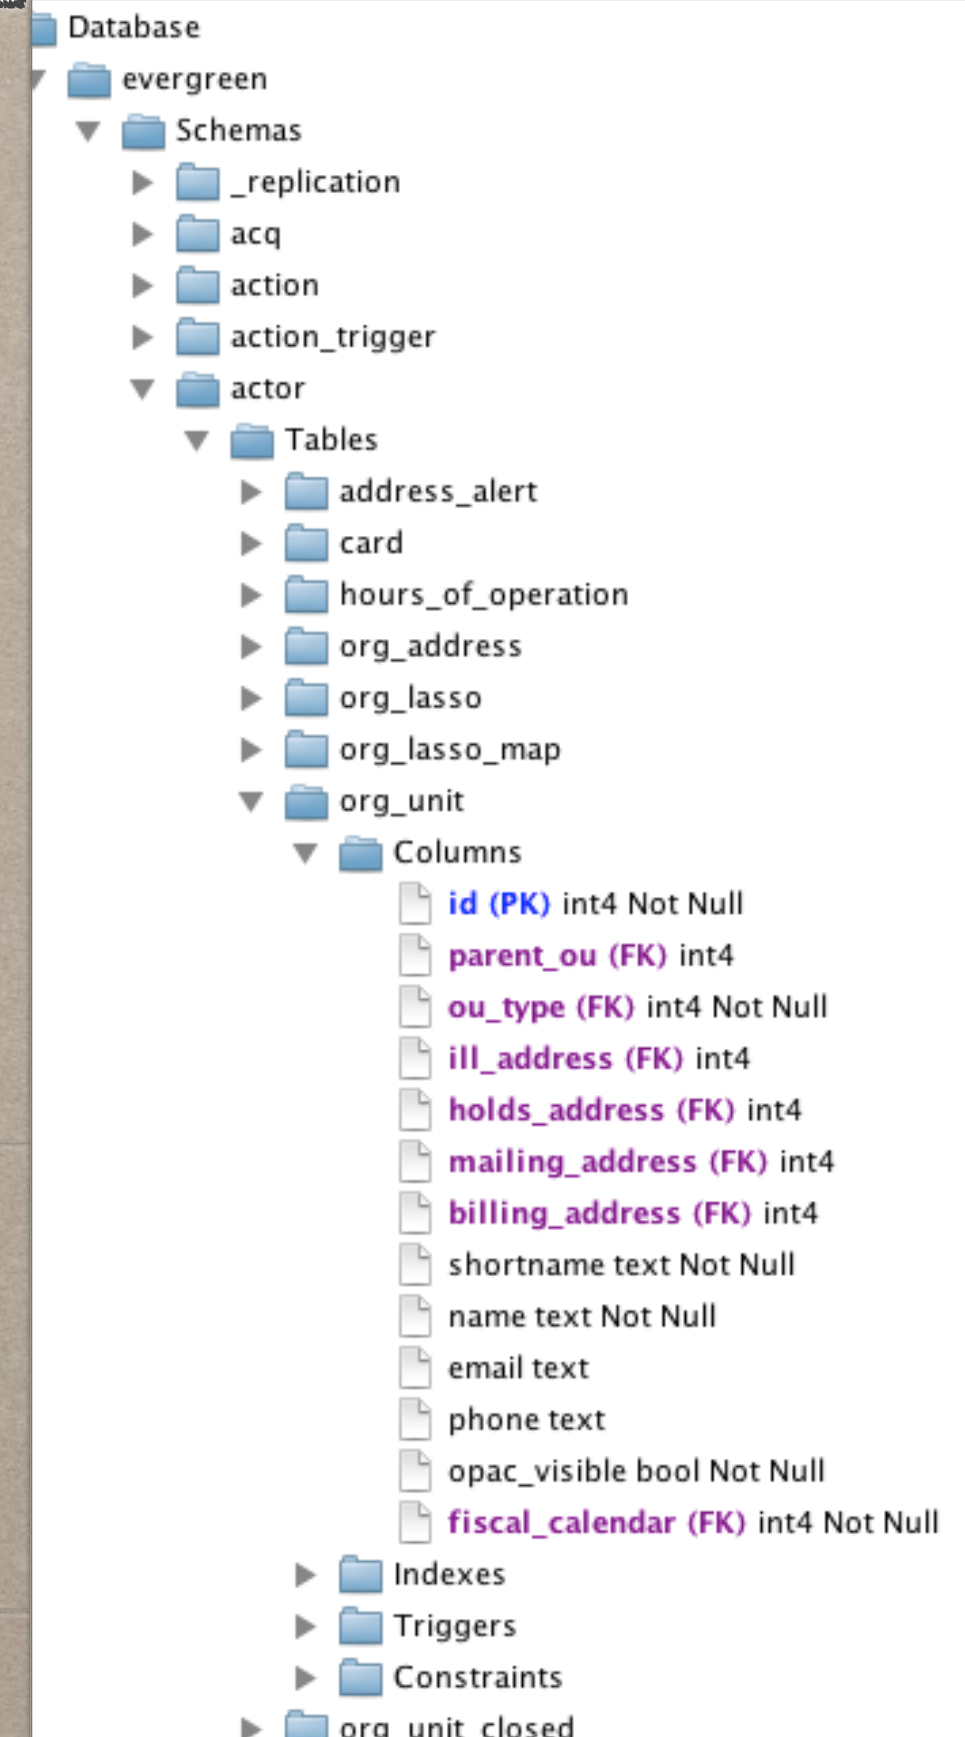 Database
evergreen
Schemas
_replication
acq
action
action_trigger
actor
Tables
address_alert
card
hours_of_operation
org_address
org_lasso
org_lasso_map
org_unit
Columns
id (PK) int4 Not Null
parent_ou (FK) int4
ou_type (FK) int4 Not Null
ill_address (FK) int4
holds_address (FK) int4
mailing_address (FK) int4
billing_address (FK) int4
shortname text Not Null
name text Not Null
email text
phone text
opac_visible bool Not Null
fiscal_calendar (FK) int4 Not Null
Indexes
Triggers
Constraints
org_unit_closed